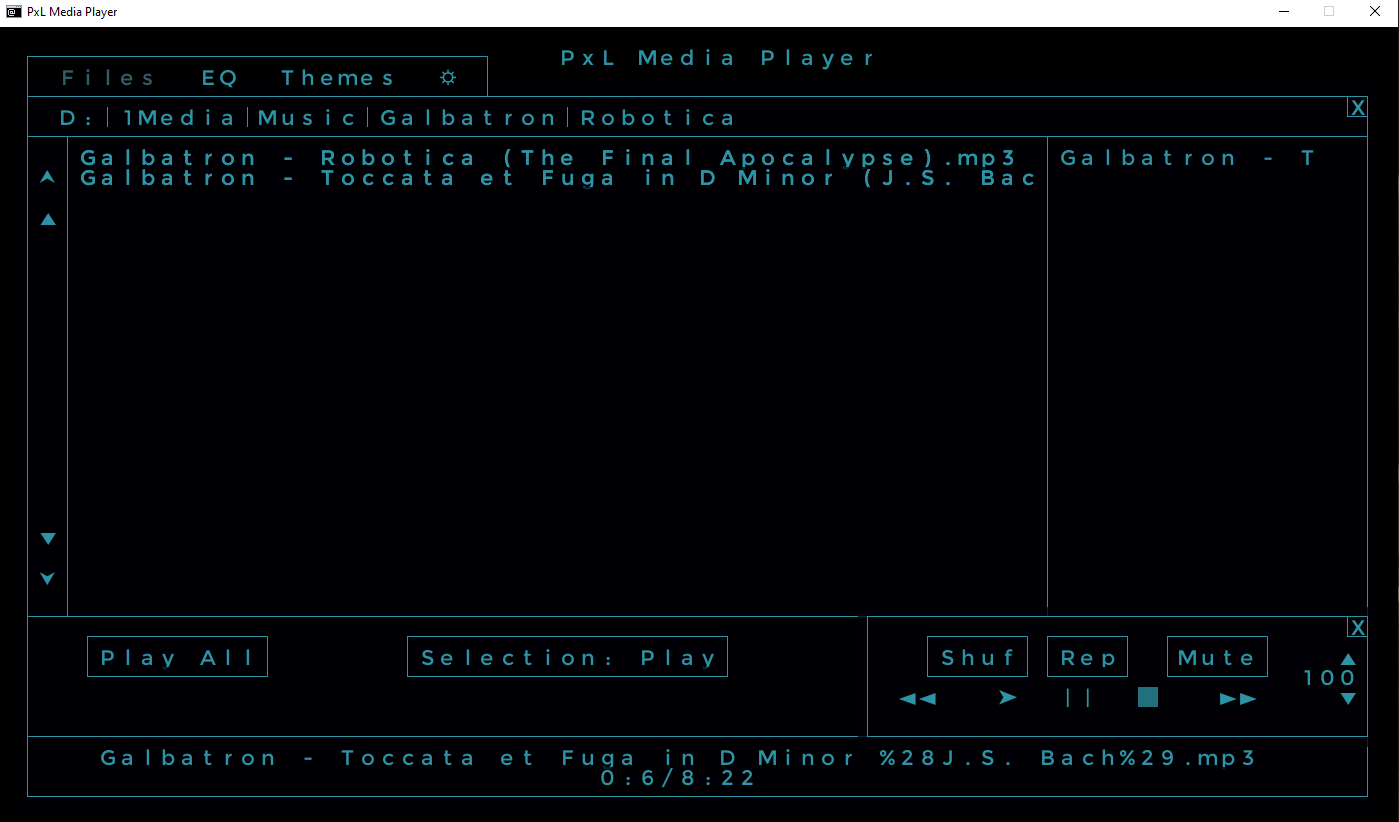 PxL Media Player
PxL Media Player
Files EQ Themes
X
D: | 1Media | Music | Galbatron | Robotica
Galbatron - Robotica (The Final Apocalypse).mp3
Galbatron - Toccata et Fuga in D Minor (J.S. Bac
Galbatron - T
X
Play All
Selection: Play
Shuf Rep Mute
100
Galbatron - Toccata et Fuga in D Minor %28J.S. Bach%29.mp3
0:6/8:22